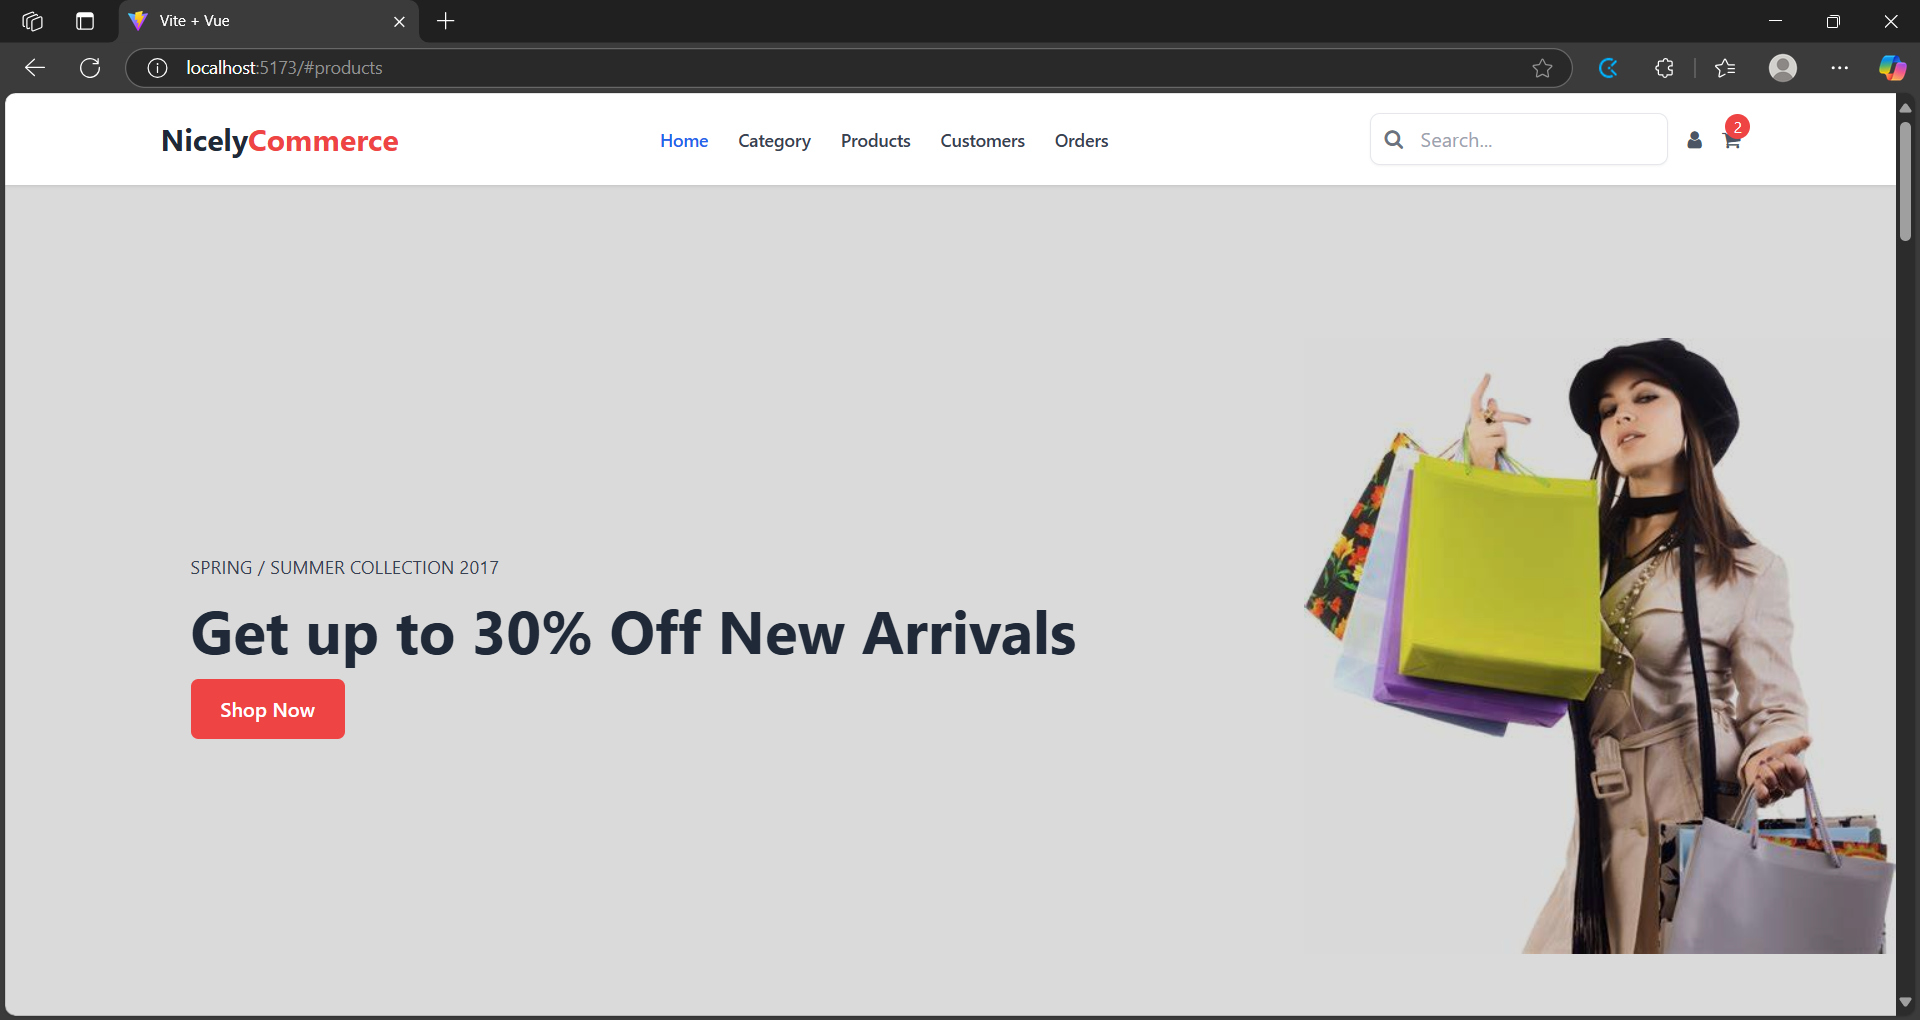 Vite + Vue
localhost:5173/#products
NicelyCommerce
Home Category Products Customers Orders
Search...
2
SPRING / SUMMER COLLECTION 2017
Get up to 30% Off New Arrivals
Shop Now